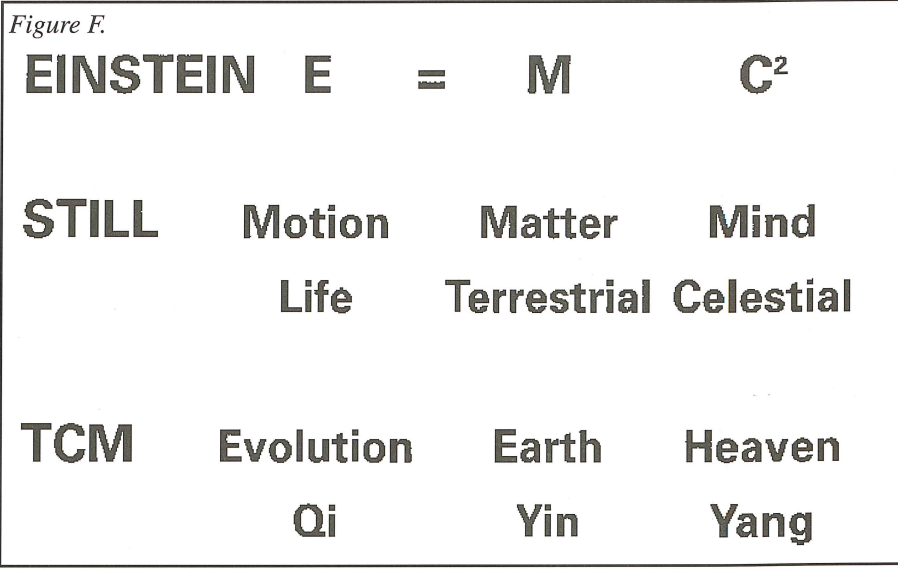 Figure F.
EINSTEIN E = M C²
STILL Motion Matter Mind
Life Terrestrial Celestial
TCM Evolution Earth Heaven
Qi Yin Yang